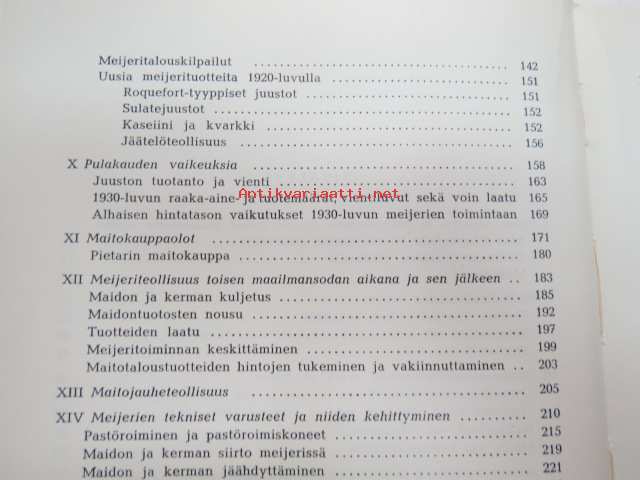 Meijeritalouskilpailut ........................................ 142
Uusia meijerituotteita 1920-luvulla ........................... 151
Roquefort-tyyppiset juustot ........................... 151
Sulatejuustot ........................................ 152
Kaseiini ja kvarkki ................................... 152
Jäätelöteollisuus ..................................... 156
X Pulakauden vaikeuksia ..................................... 158
Juuston tuotanto ja vienti ............................ 163
Antikvariaatti.net
1930-luvun raaka-aine- ja tuotemäärät, vientiluvut sekä voin laatu 165
Alhaisen hintatason vaikutukset 1930-luvun meijerien toimintaan 169
XI Maitokauppaolot ........................................... 171
Pietarin maitokauppa .................................. 180
XII Meijeriteollisuus toisen maailmansodan aikana ja sen jälkeen .. 183
Maidon ja kerman kuljetus ............................. 185
Maidontuotosten nousu ................................. 192
Tuotteiden laatu ...................................... 197
Meijeritoiminnan keskittäminen ........................ 199
Maitotaloustuotteiden hintojen tukeminen ja vakiinnuttaminen .. 203
XIII Maitojauheteollisuus ..................................... 205
XIV Meijerien tekniset varusteet ja niiden kehittyminen .......... 210
Pastöroiminen ja pastöroimiskoneet .................... 215
Maidon ja kerman siirto meijerissä .................... 219
Maidon ja kerman jäähdyttäminen ....................... 221